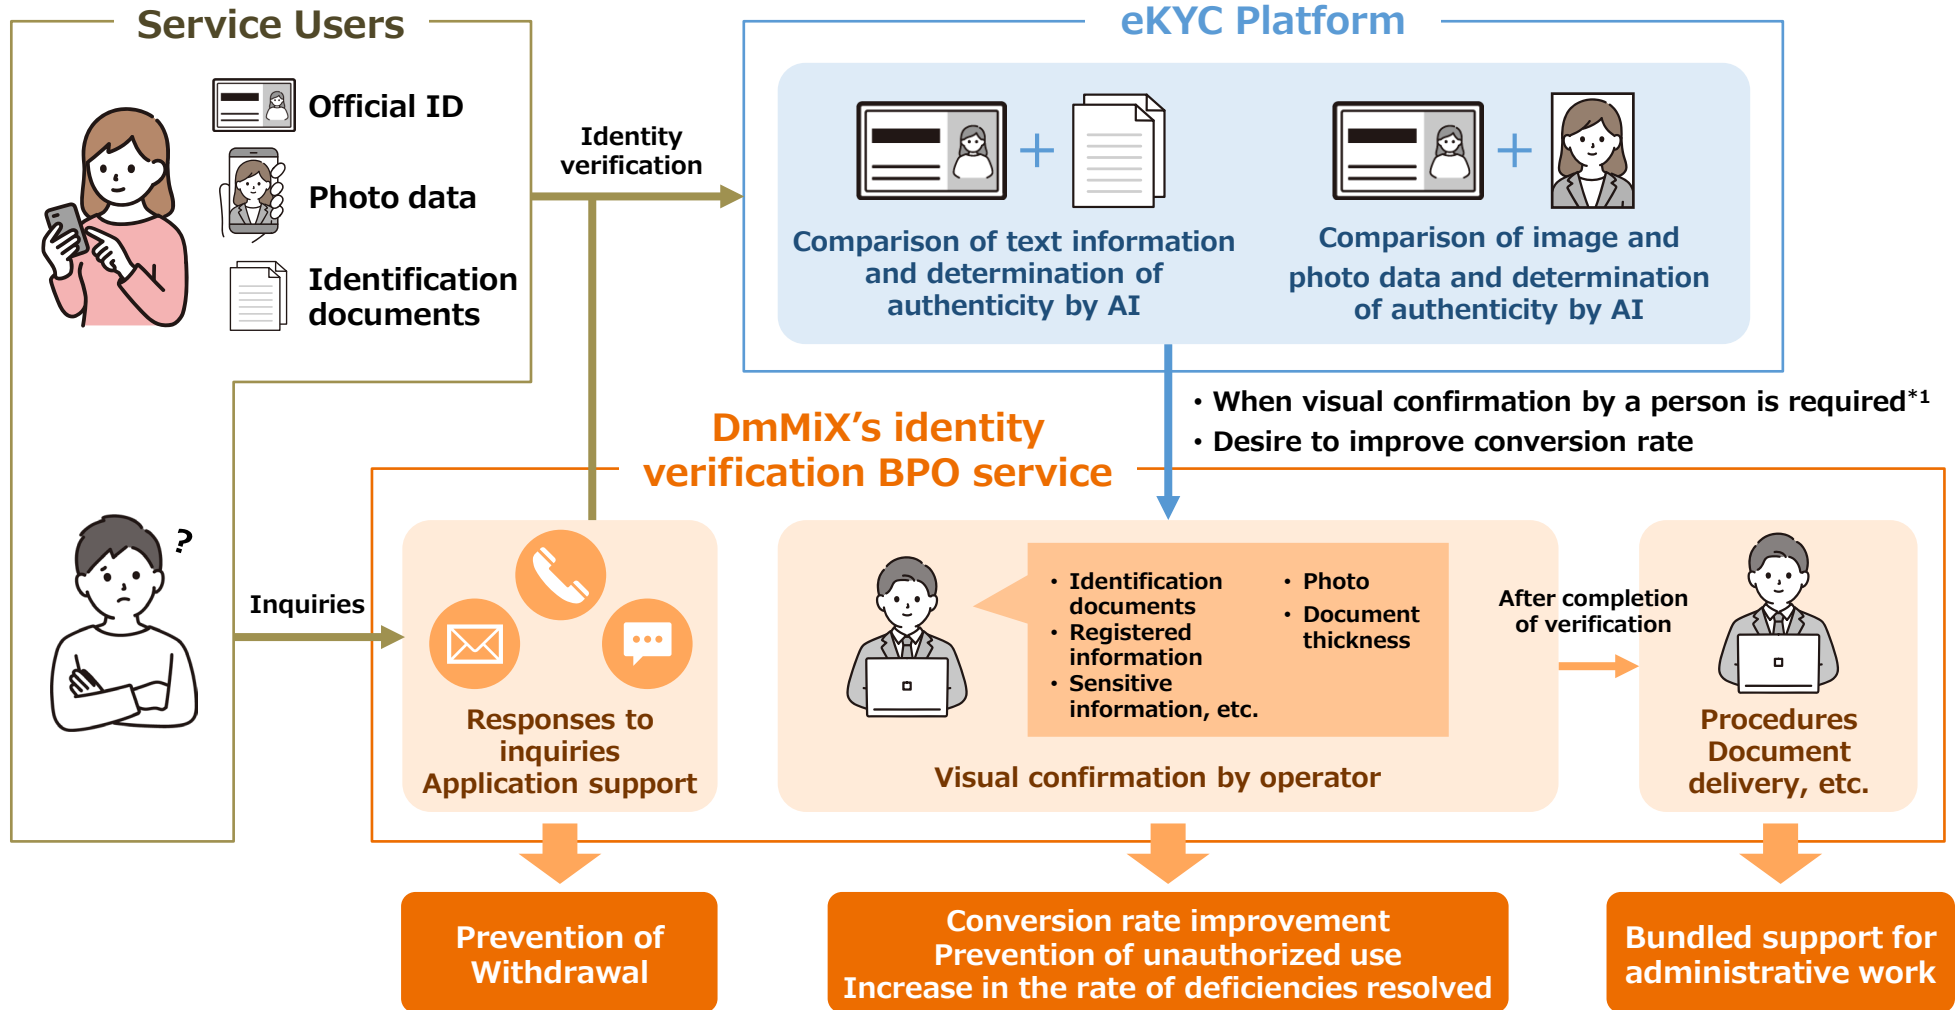 Service Users
Official ID
Photo data
Identification
documents
Identity
verification
eKYC Platform
Comparison of text information
and determination of
authenticity by AI
Comparison of image and
photo data and determination
of authenticity by AI
・When visual confirmation by a person is required*1
・Desire to improve conversion rate
DmMiX’s identity
verification BPO service
?
Inquiries
Responses to
inquiries
Application support
・Identification
documents
・Registered
information
・Sensitive
information, etc.
・Photo
・Document
thickness
Visual confirmation by operator
After completion
of verification
Procedures
Document
delivery, etc.
Prevention of
Withdrawal
Conversion rate improvement
Prevention of unauthorized use
Increase in the rate of deficiencies resolved
Bundled support for
administrative work